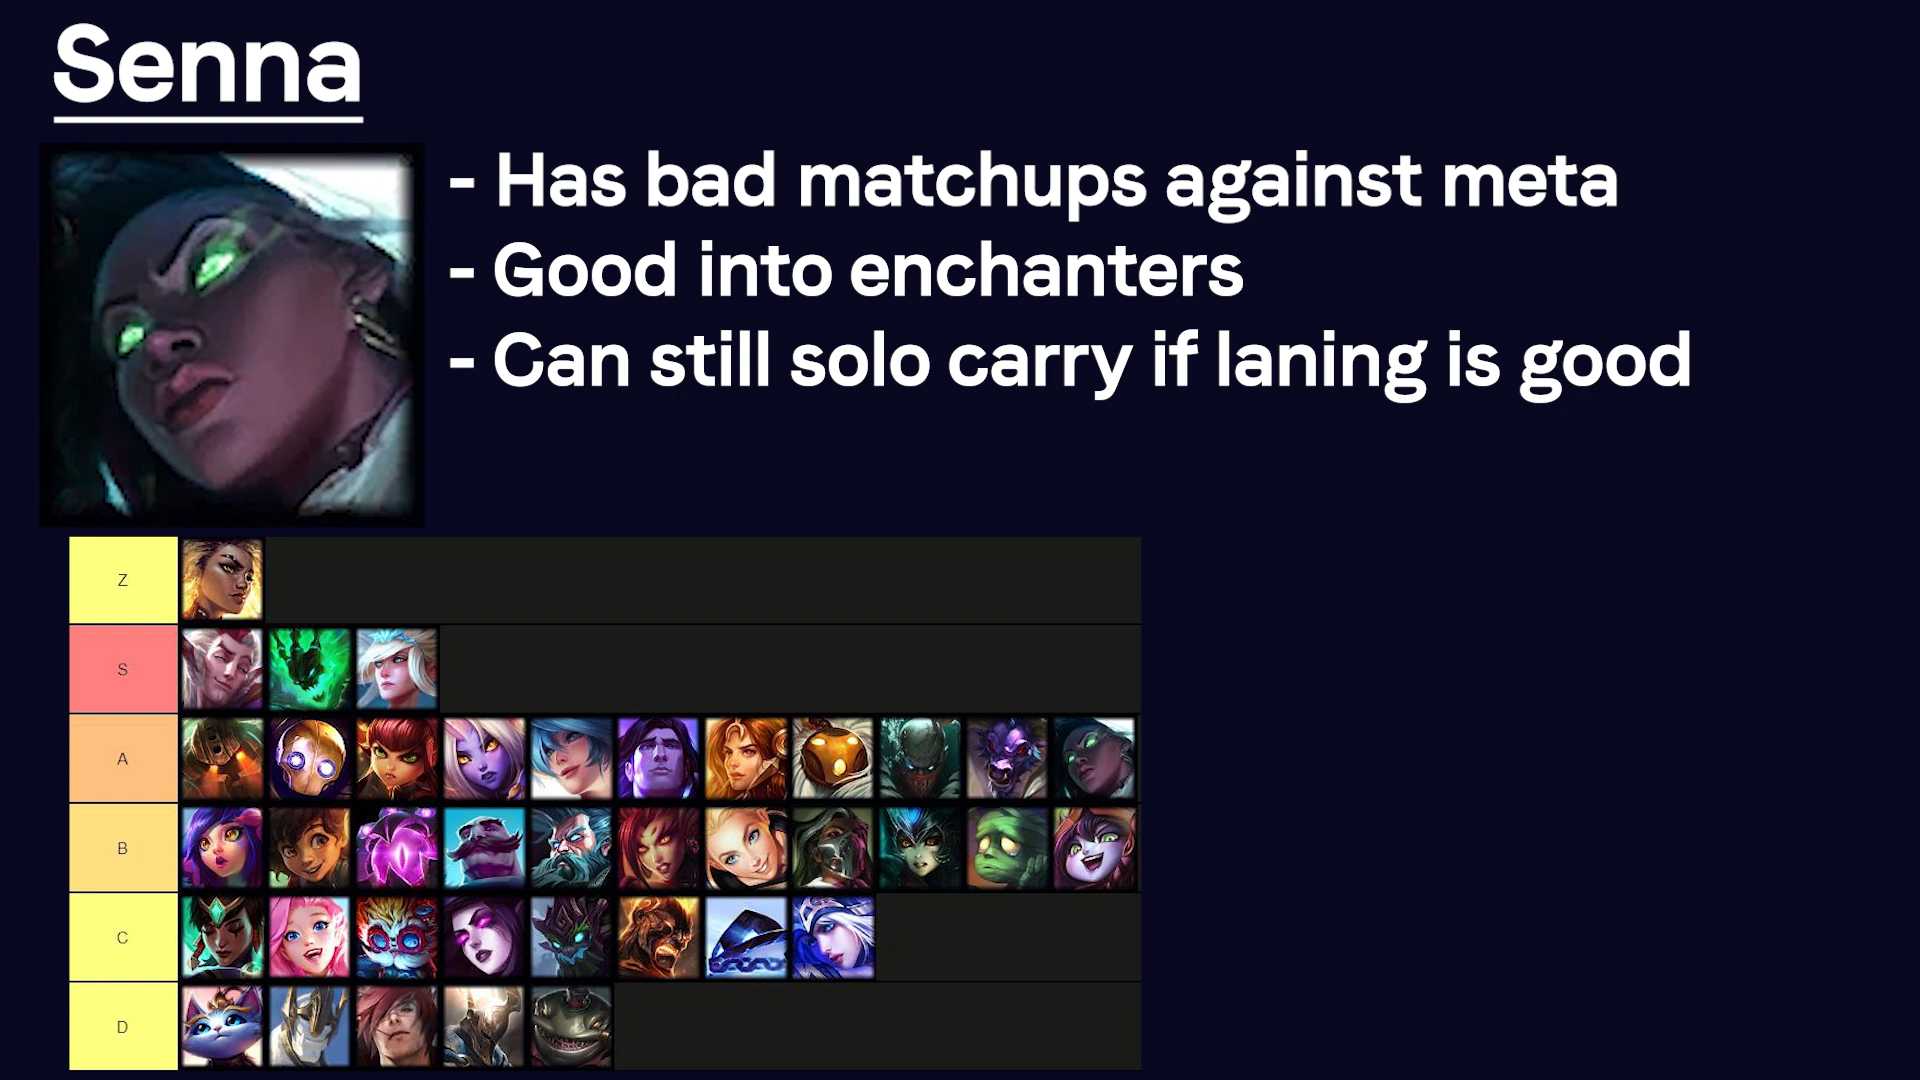 Senna
- Has bad matchups against meta
- Good into enchanters
- Can still solo carry if laning is good
Z
S
A
B
C
D